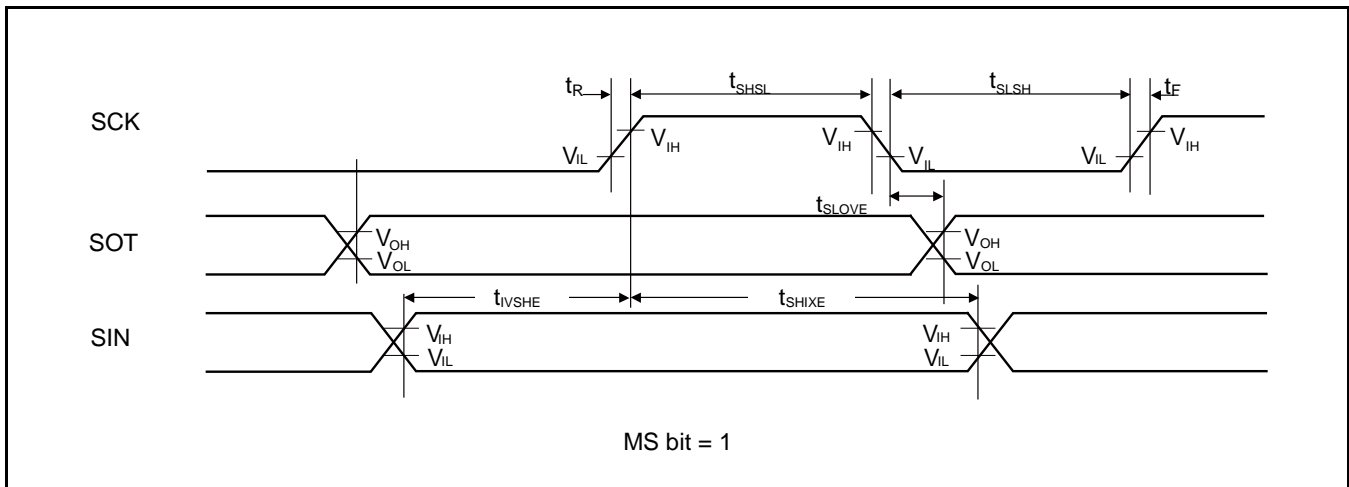 tR tSHSL tSLSH tF
SCK
VIH VIH VIH
VIL VIL VIL
tSLOVE
SOT
VOH VOH
VOL VOL
tIVSHE tSHIXE
SIN
VIH VIH
VIL VIL
MS bit = 1